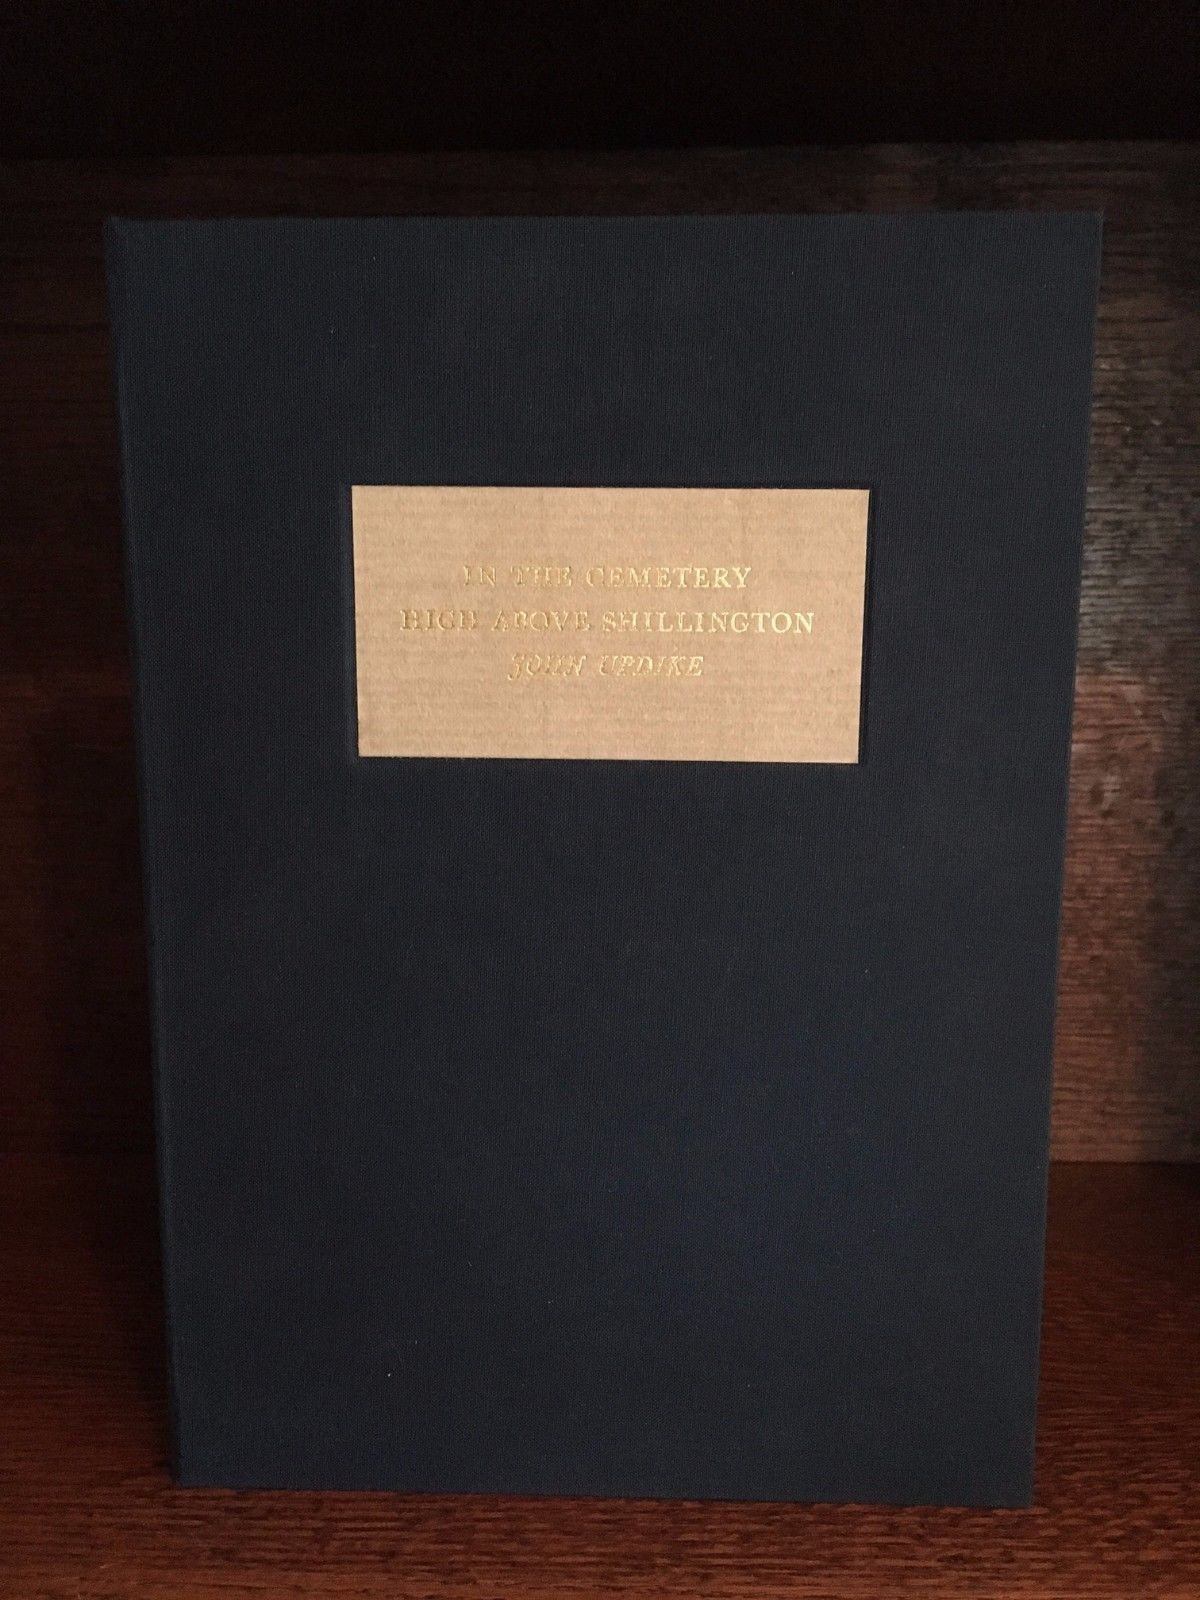 IN THE CEMETERY
HIGH ABOVE SHILLINGTON
JOHN UPDIKE